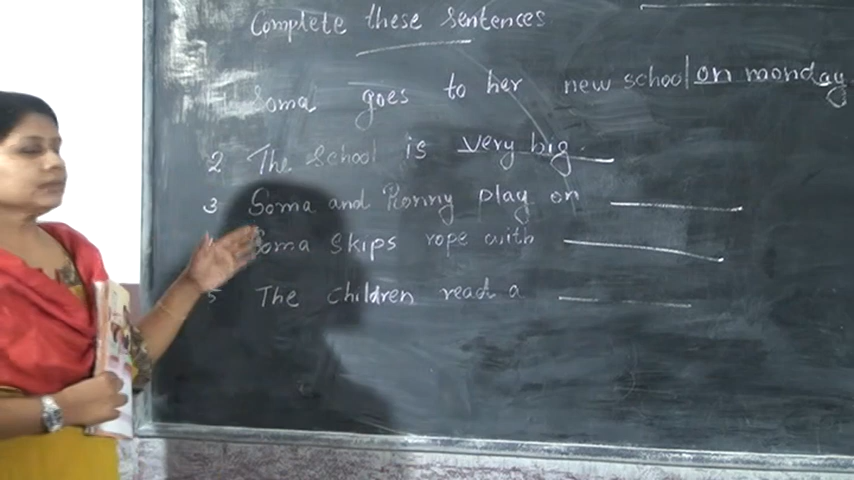 Complete these sentences
1 Soma goes to her new school on monday
2 The School is very big.
3 Soma and Ronny play on
Soma skips rope with
5 The children read a